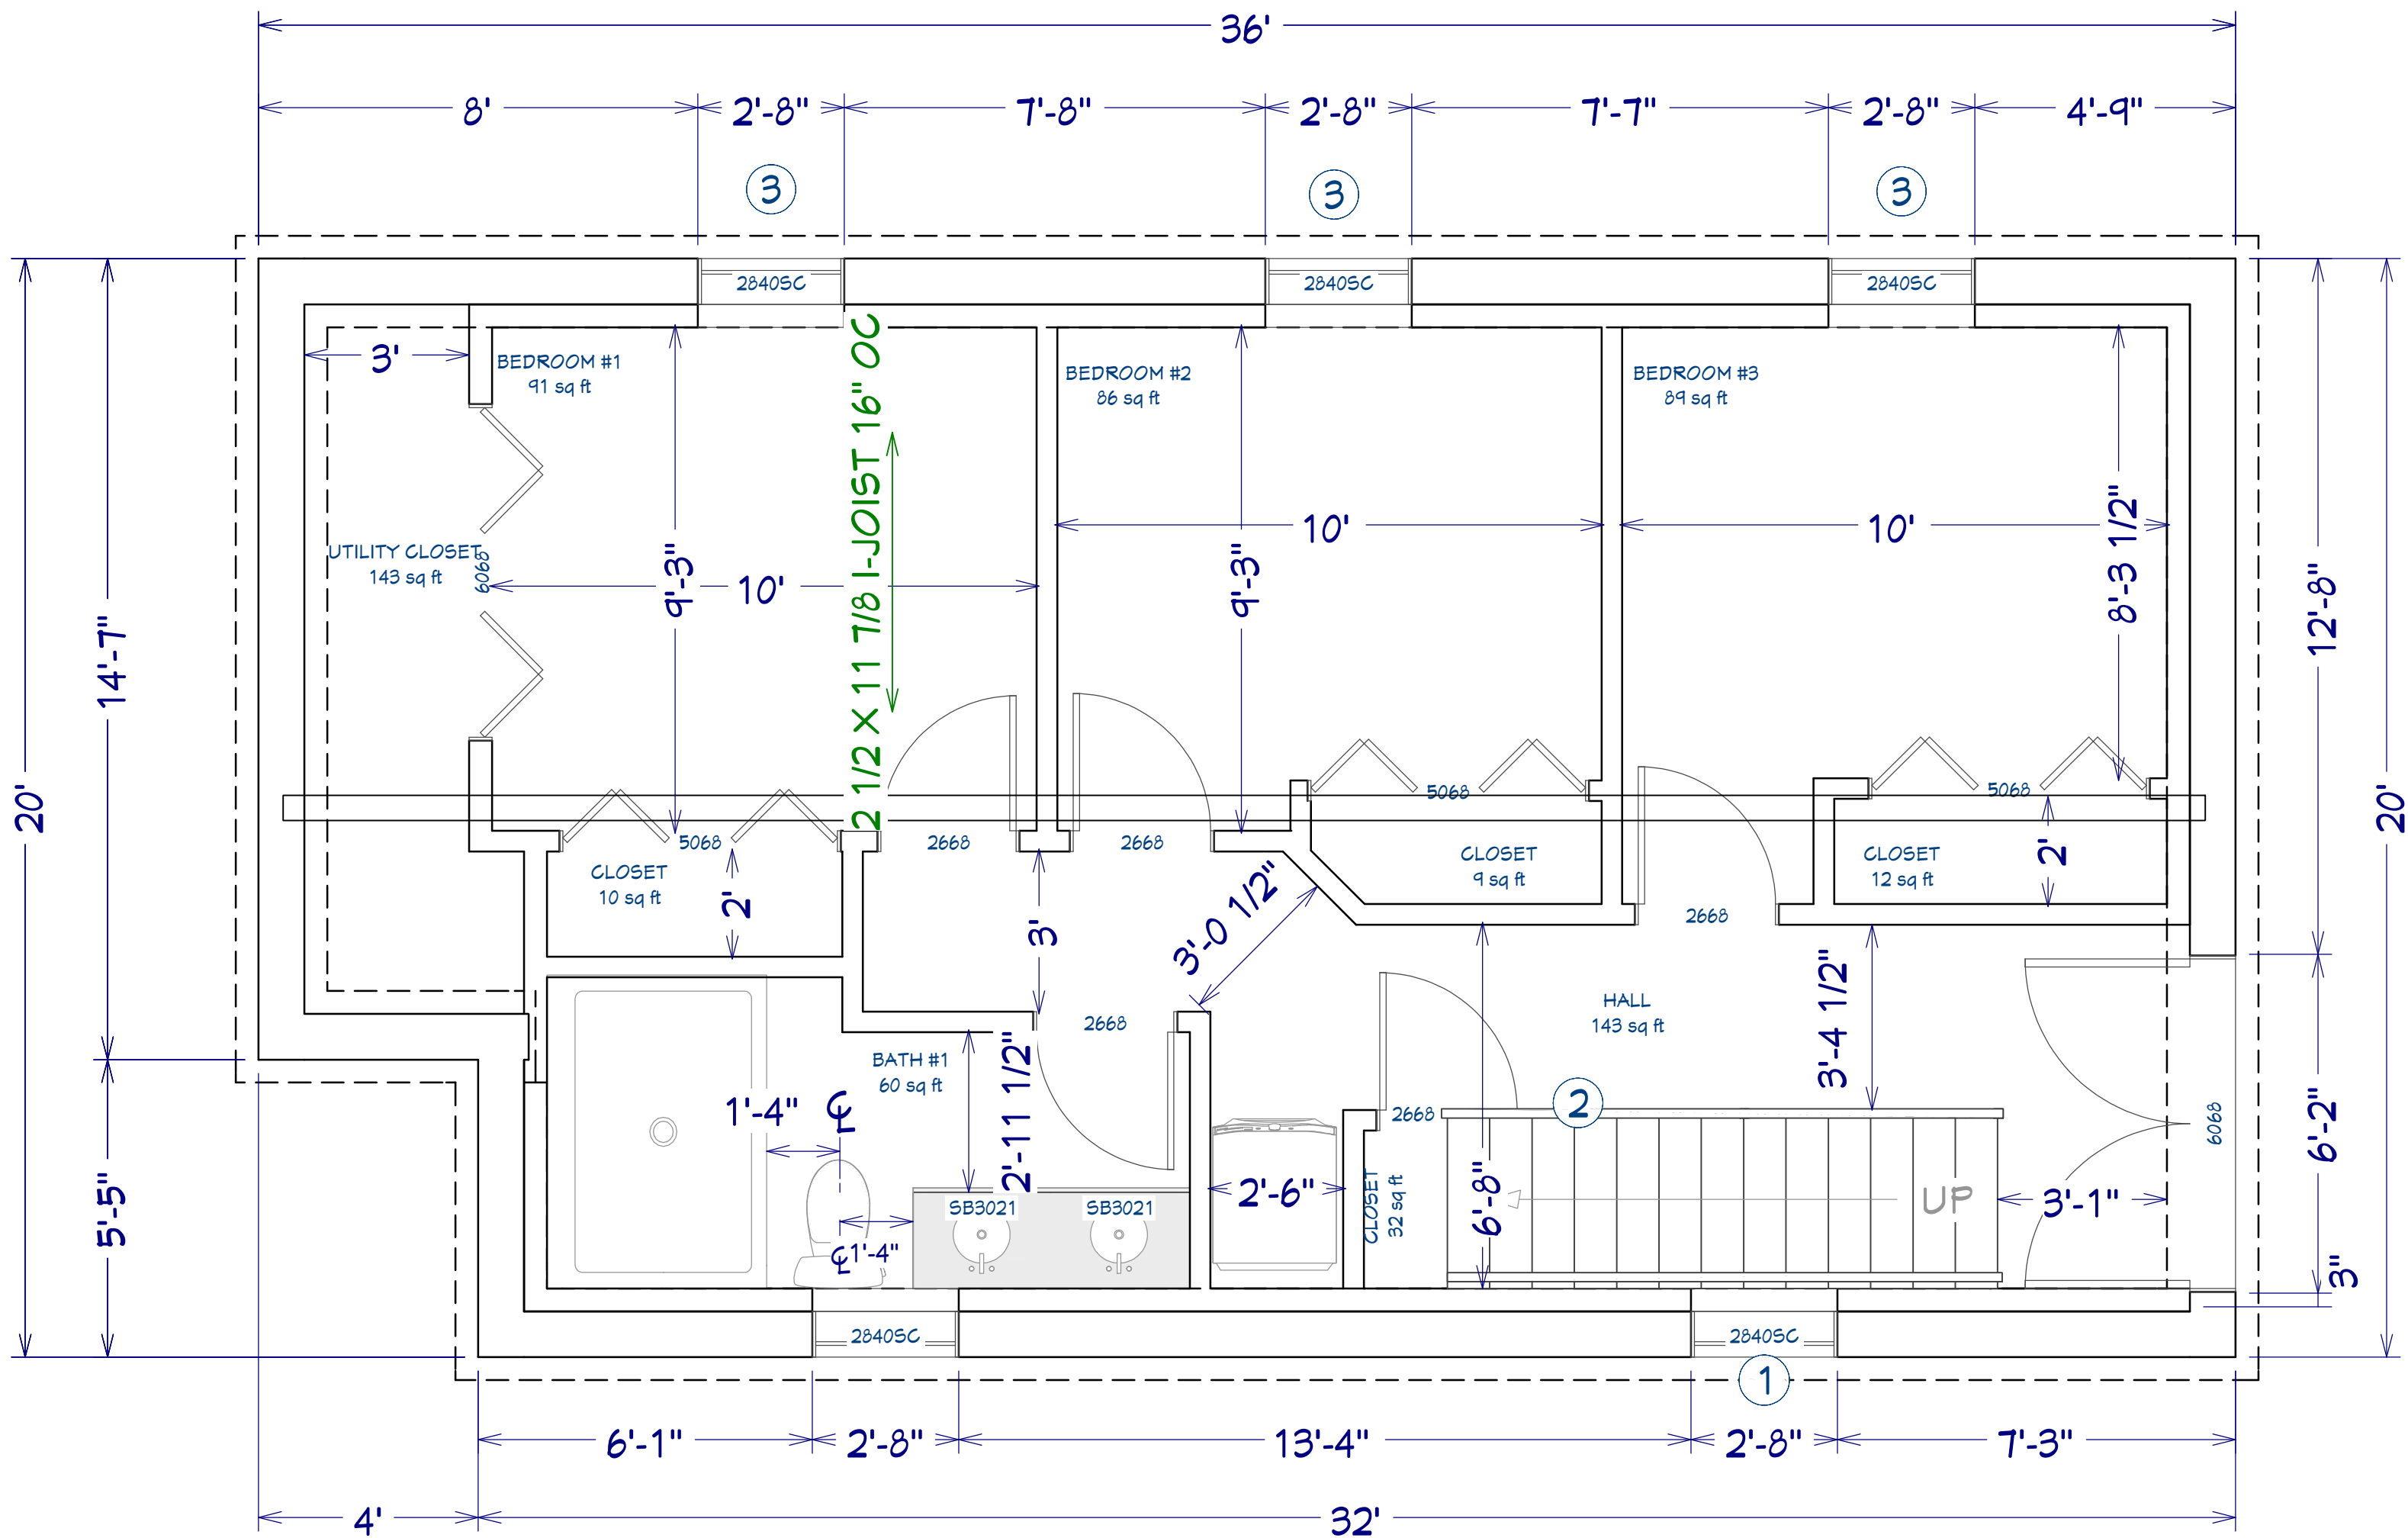 36'
8'
2'-8"
7'-8"
2'-8"
7'-7"
2'-8"
4'-9"
3
3
3
2840SC
2840SC
2840SC
3'
BEDROOM #1
91 sq ft
BEDROOM #2
86 sq ft
BEDROOM #3
89 sq ft
2 1/2 X 11 7/8 I-JOIST 16" OC
UTILITY CLOSET
143 sq ft
6068
9'-3"
10'
9'-3"
10'
10'
8'-3 1/2"
12'-8"
14'-7"
20'
20'
5068
2668
2668
5068
5068
CLOSET
10 sq ft
2'
3'
3'-0 1/2"
CLOSET
9 sq ft
CLOSET
12 sq ft
2'
2668
2668
HALL
143 sq ft
3'-4 1/2"
BATH #1
60 sq ft
2'-11 1/2"
1'-4"
℄
2668
2
6068
6'-2"
5'-5"
SB3021
SB3021
2'-6"
CLOSET
32 sq ft
6'-8"
UP
3'-1"
℄1'-4"
3"
2840SC
2840SC
1
6'-1"
2'-8"
13'-4"
2'-8"
7'-3"
4'
32'